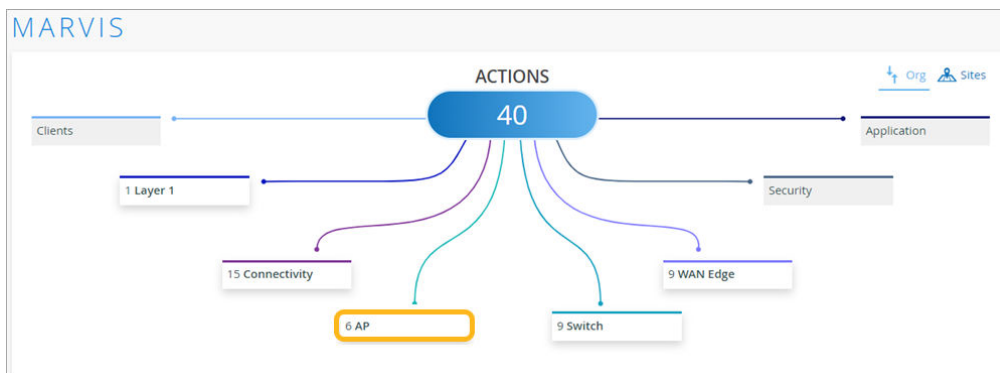 MARVIS
ACTIONS
Org Sites
40
Clients
Application
1 Layer 1
Security
15 Connectivity
9 WAN Edge
6 AP
9 Switch